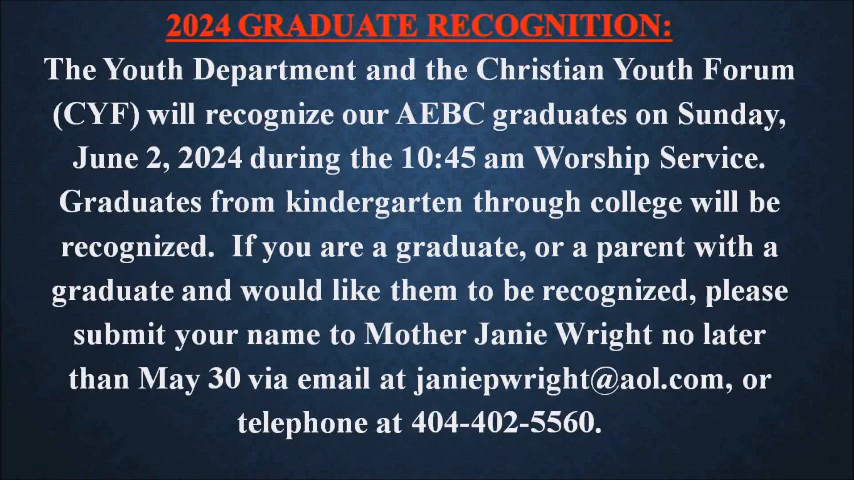 2024 GRADUATE RECOGNITION:
The Youth Department and the Christian Youth Forum
(CYF) will recognize our AEBC graduates on Sunday,
June 2, 2024 during the 10:45 am Worship Service.
Graduates from kindergarten through college will be
recognized.  If you are a graduate, or a parent with a
graduate and would like them to be recognized, please
submit your name to Mother Janie Wright no later
than May 30 via email at janiepwright@aol.com, or
telephone at 404-402-5560.